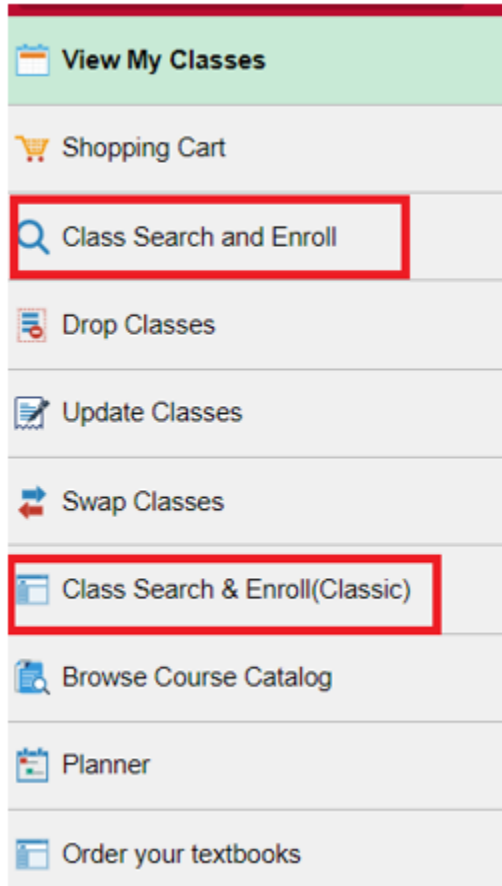 View My Classes
Shopping Cart
Class Search and Enroll
Drop Classes
Update Classes
Swap Classes
Class Search & Enroll(Classic)
Browse Course Catalog
Planner
Order your textbooks